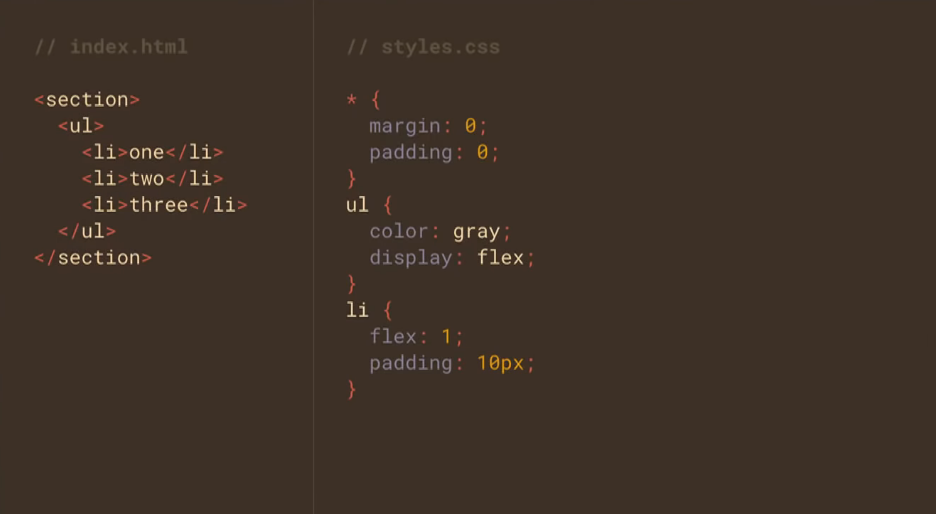 // index.html
<section>
  <ul>
    <li>one</li>
    <li>two</li>
    <li>three</li>
  </ul>
</section>
// styles.css
* {
  margin: 0;
  padding: 0;
}
ul {
  color: gray;
  display: flex;
}
li {
  flex: 1;
  padding: 10px;
}